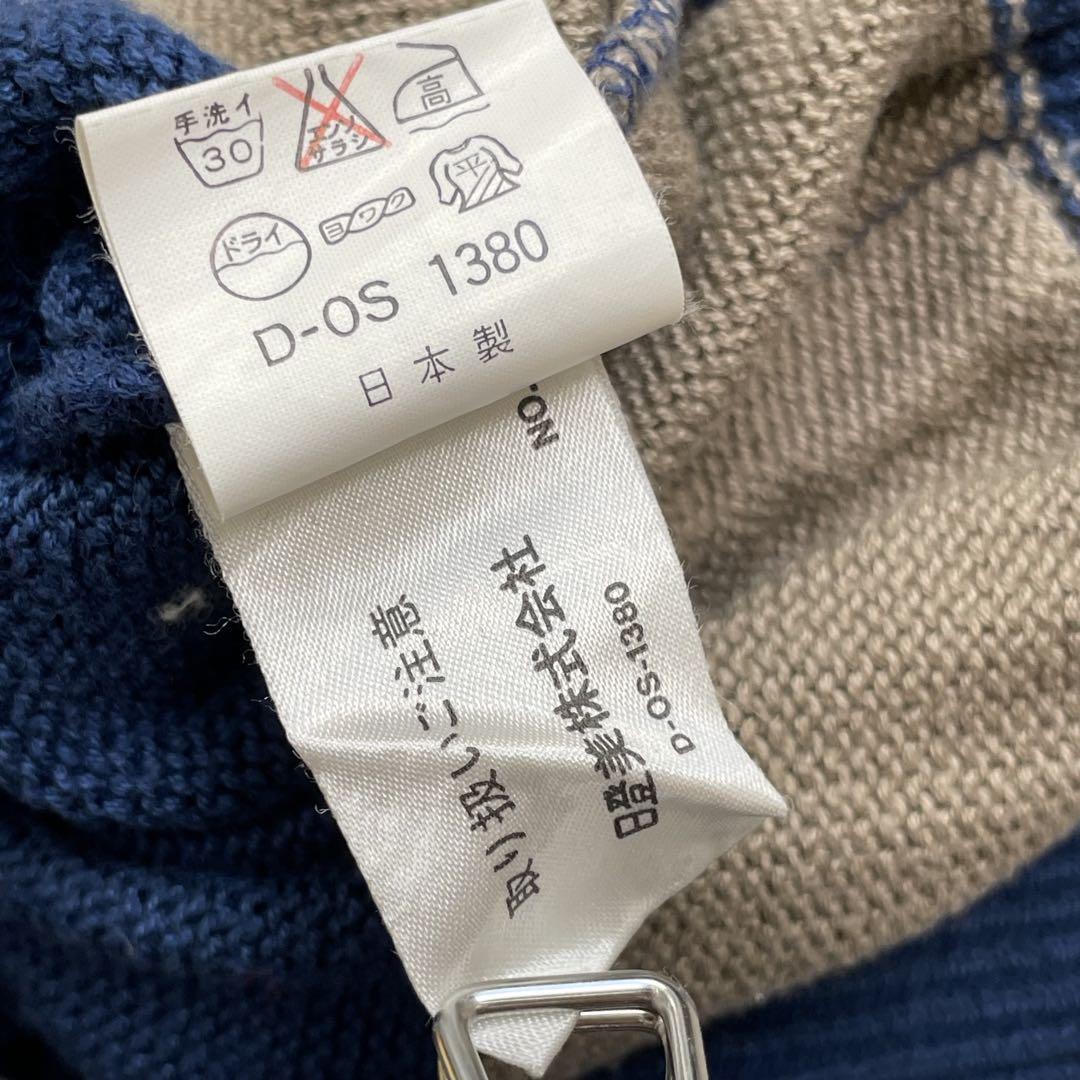 手洗イ
30
エンソ
サラシ
高
ドライ
ヨワク
平
D-OS 1380
日本製
NO-
取り扱いご注意
瞪美株式会社
D-OS-1380